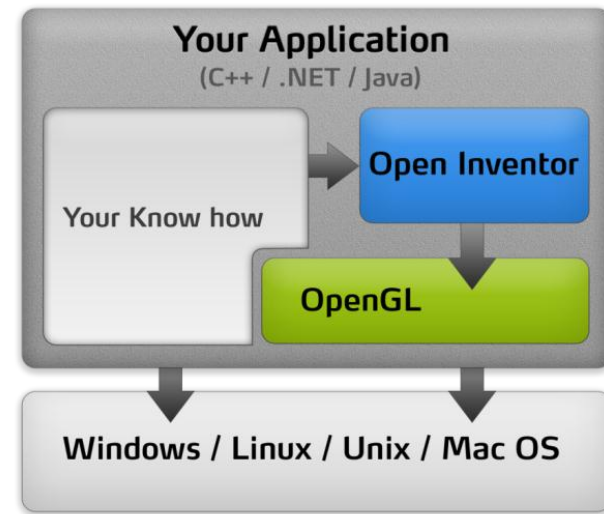 Your Application
(C++ / .NET / Java)
Open Inventor
Your Know how
OpenGL
Windows / Linux / Unix / Mac OS